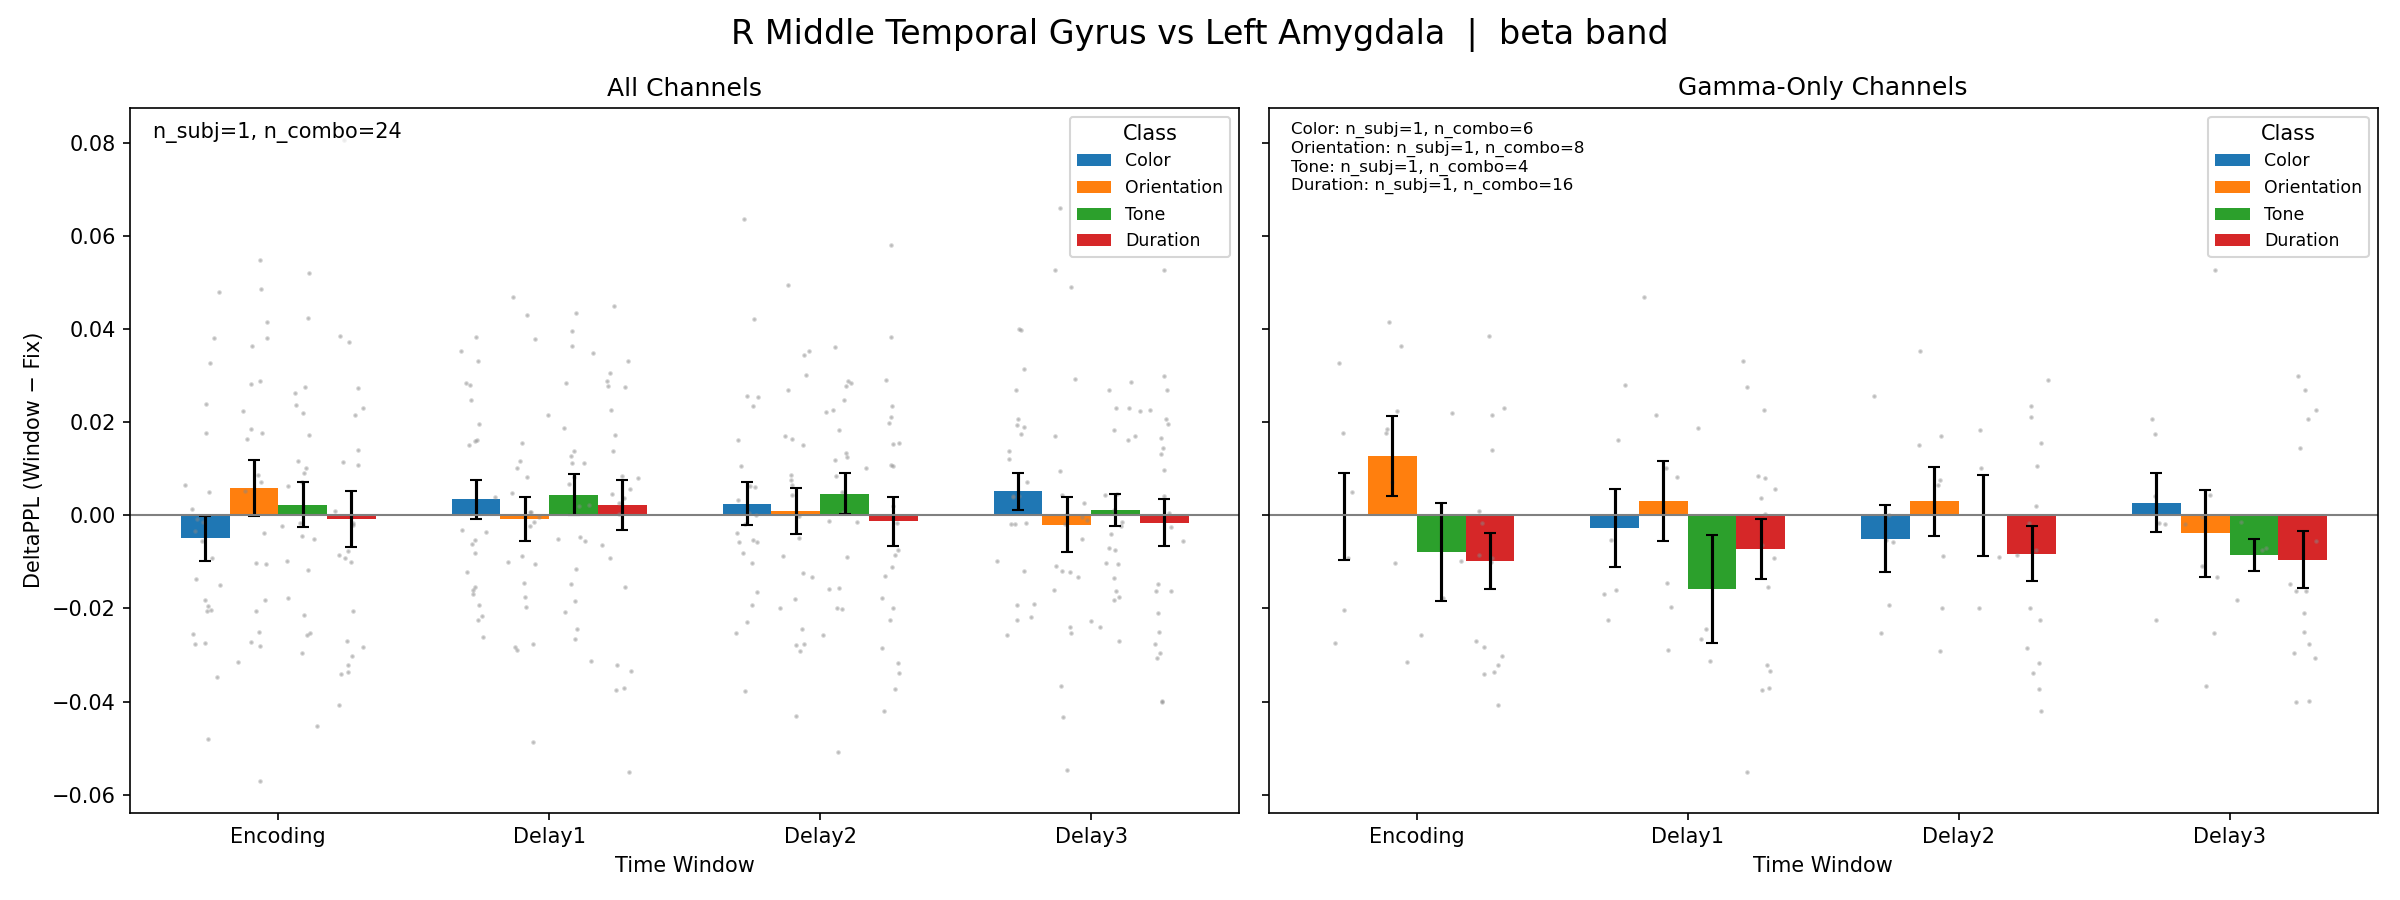 R Middle Temporal Gyrus vs Left Amygdala | beta band
All Channels
n_subj=1, n_combo=24
Class
Color
Orientation
Tone
Duration
0.08
0.06
0.04
0.02
0.00
−0.02
−0.04
−0.06
DeltaPPL (Window − Fix)
Encoding
Delay1
Delay2
Delay3
Time Window
Gamma-Only Channels
Color: n_subj=1, n_combo=6
Orientation: n_subj=1, n_combo=8
Tone: n_subj=1, n_combo=4
Duration: n_subj=1, n_combo=16
Class
Color
Orientation
Tone
Duration
Encoding
Delay1
Delay2
Delay3
Time Window